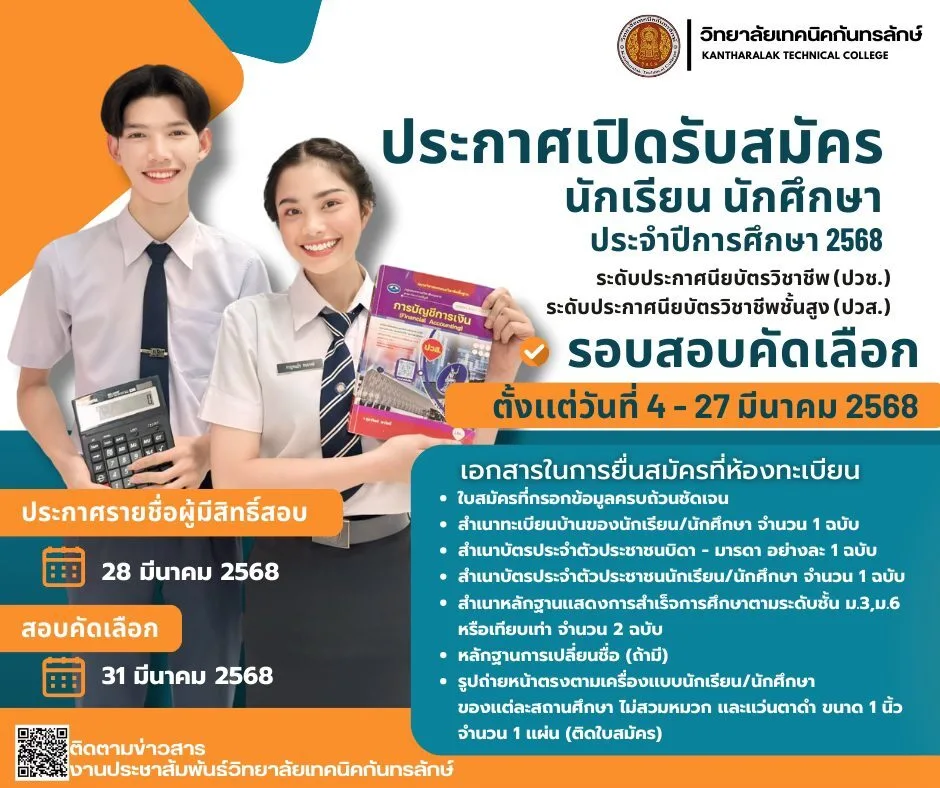 วิทยาลัยเทคนิคกันทรลักษ์
KANTHARALAK TECHNICAL COLLEGE
ประกาศเปิดรับสมัคร
นักเรียน นักศึกษา
ประจำปีการศึกษา 2568
ระดับประกาศนียบัตรวิชาชีพ (ปวช.)
ระดับประกาศนียบัตรวิชาชีพชั้นสูง (ปวส.)
รอบสอบคัดเลือก
ตั้งแต่วันที่ 4 - 27 มีนาคม 2568
การบัญชีการเงิน
(Financial Accounting)
ปวส.
เอกสารในการยื่นสมัครที่ห้องทะเบียน
• ใบสมัครที่กรอกข้อมูลครบถ้วนชัดเจน
• สำเนาทะเบียนบ้านของนักเรียน/นักศึกษา จำนวน 1 ฉบับ
• สำเนาบัตรประจำตัวประชาชนบิดา - มารดา อย่างละ 1 ฉบับ
• สำเนาบัตรประจำตัวประชาชนนักเรียน/นักศึกษา จำนวน 1 ฉบับ
• สำเนาหลักฐานแสดงการสำเร็จการศึกษาตามระดับชั้น ม.3,ม.6
หรือเทียบเท่า จำนวน 2 ฉบับ
• หลักฐานการเปลี่ยนชื่อ (ถ้ามี)
• รูปถ่ายหน้าตรงตามเครื่องแบบนักเรียน/นักศึกษา
ของแต่ละสถานศึกษา ไม่สวมหมวก และแว่นตาดำ ขนาด 1 นิ้ว
จำนวน 1 แผ่น (ติดใบสมัคร)
ประกาศรายชื่อผู้มีสิทธิ์สอบ
28 มีนาคม 2568
สอบคัดเลือก
31 มีนาคม 2568
ติดตามข่าวสาร
งานประชาสัมพันธ์วิทยาลัยเทคนิคกันทรลักษ์